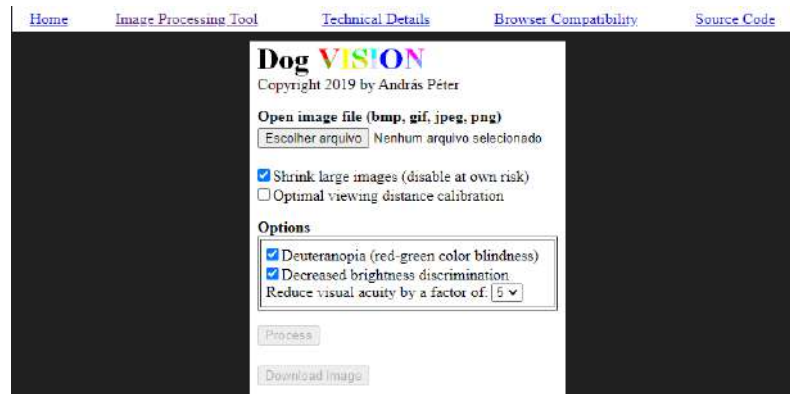 Home Image Processing Tool Technical Details Browser Compatibility Source Code
Dog VISION
Copyright 2019 by András Péter
Open image file (bmp, gif, jpeg, png)
Escolher arquivo Nenhum arquivo selecionado
Shrink large images (disable at own risk)
Optimal viewing distance calibration
Options
Deuteranopia (red-green color blindness)
Decreased brightness discrimination
Reduce visual acuity by a factor of: 5
Process
Download Image